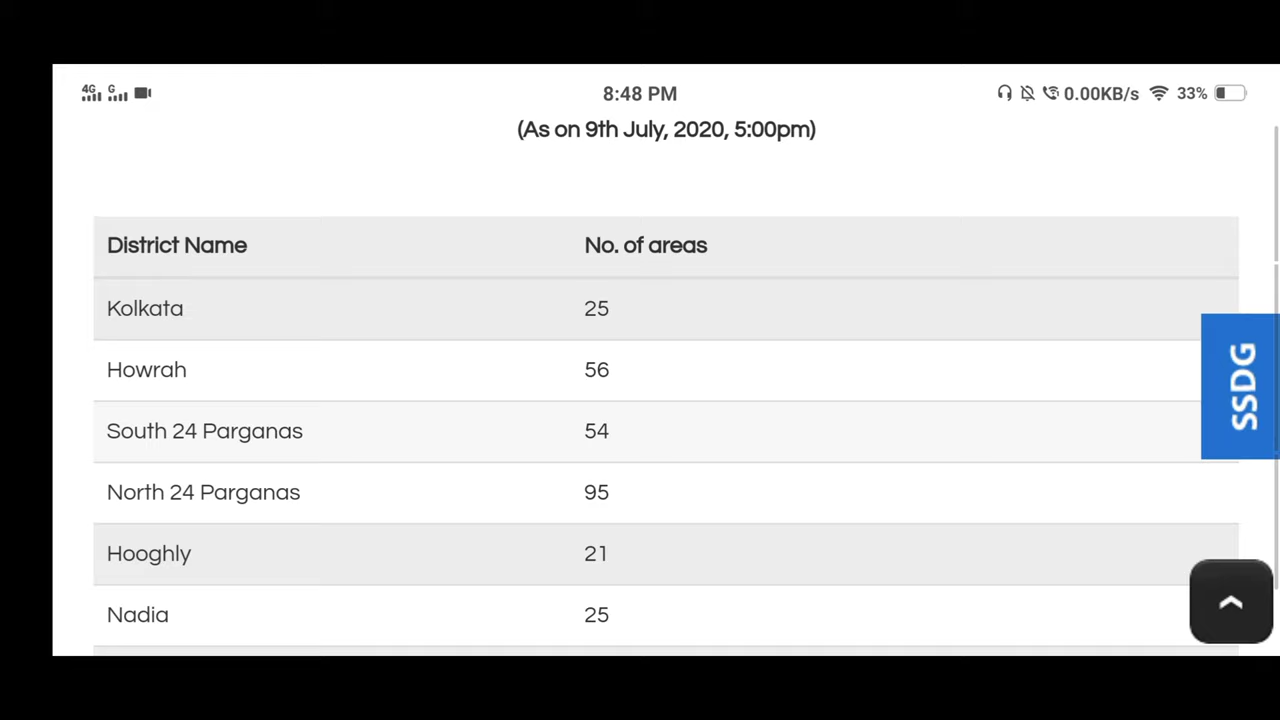 4G G 8:48 PM 0.00KB/s 33%
(As on 9th July, 2020, 5:00pm)
District Name No. of areas
Kolkata 25
Howrah 56
South 24 Parganas 54
SSDG
North 24 Parganas 95
Hooghly 21
Nadia 25